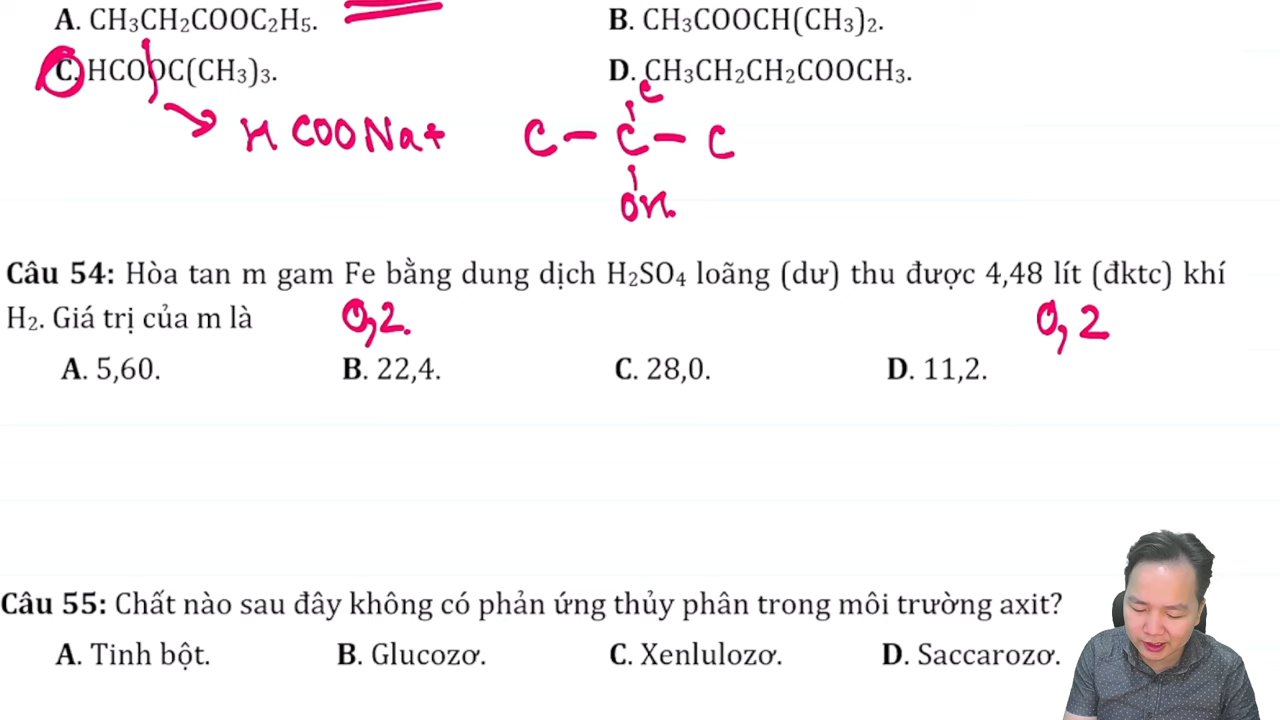 A. CH₃CH₂COOC₂H₅. B. CH₃COOCH(CH₃)₂.
C. HCOOC(CH₃)₃. D. CH₃CH₂CH₂COOCH₃.
C
HCOONa + C – C – C
OH
Câu 54: Hòa tan m gam Fe bằng dung dịch H₂SO₄ loãng (dư) thu được 4,48 lít (đktc) khí
H₂. Giá trị của m là
0,2. 0,2
A. 5,60. B. 22,4. C. 28,0. D. 11,2.
Câu 55: Chất nào sau đây không có phản ứng thủy phân trong môi trường axit?
A. Tinh bột. B. Glucozơ. C. Xenlulozơ. D. Saccarozơ.